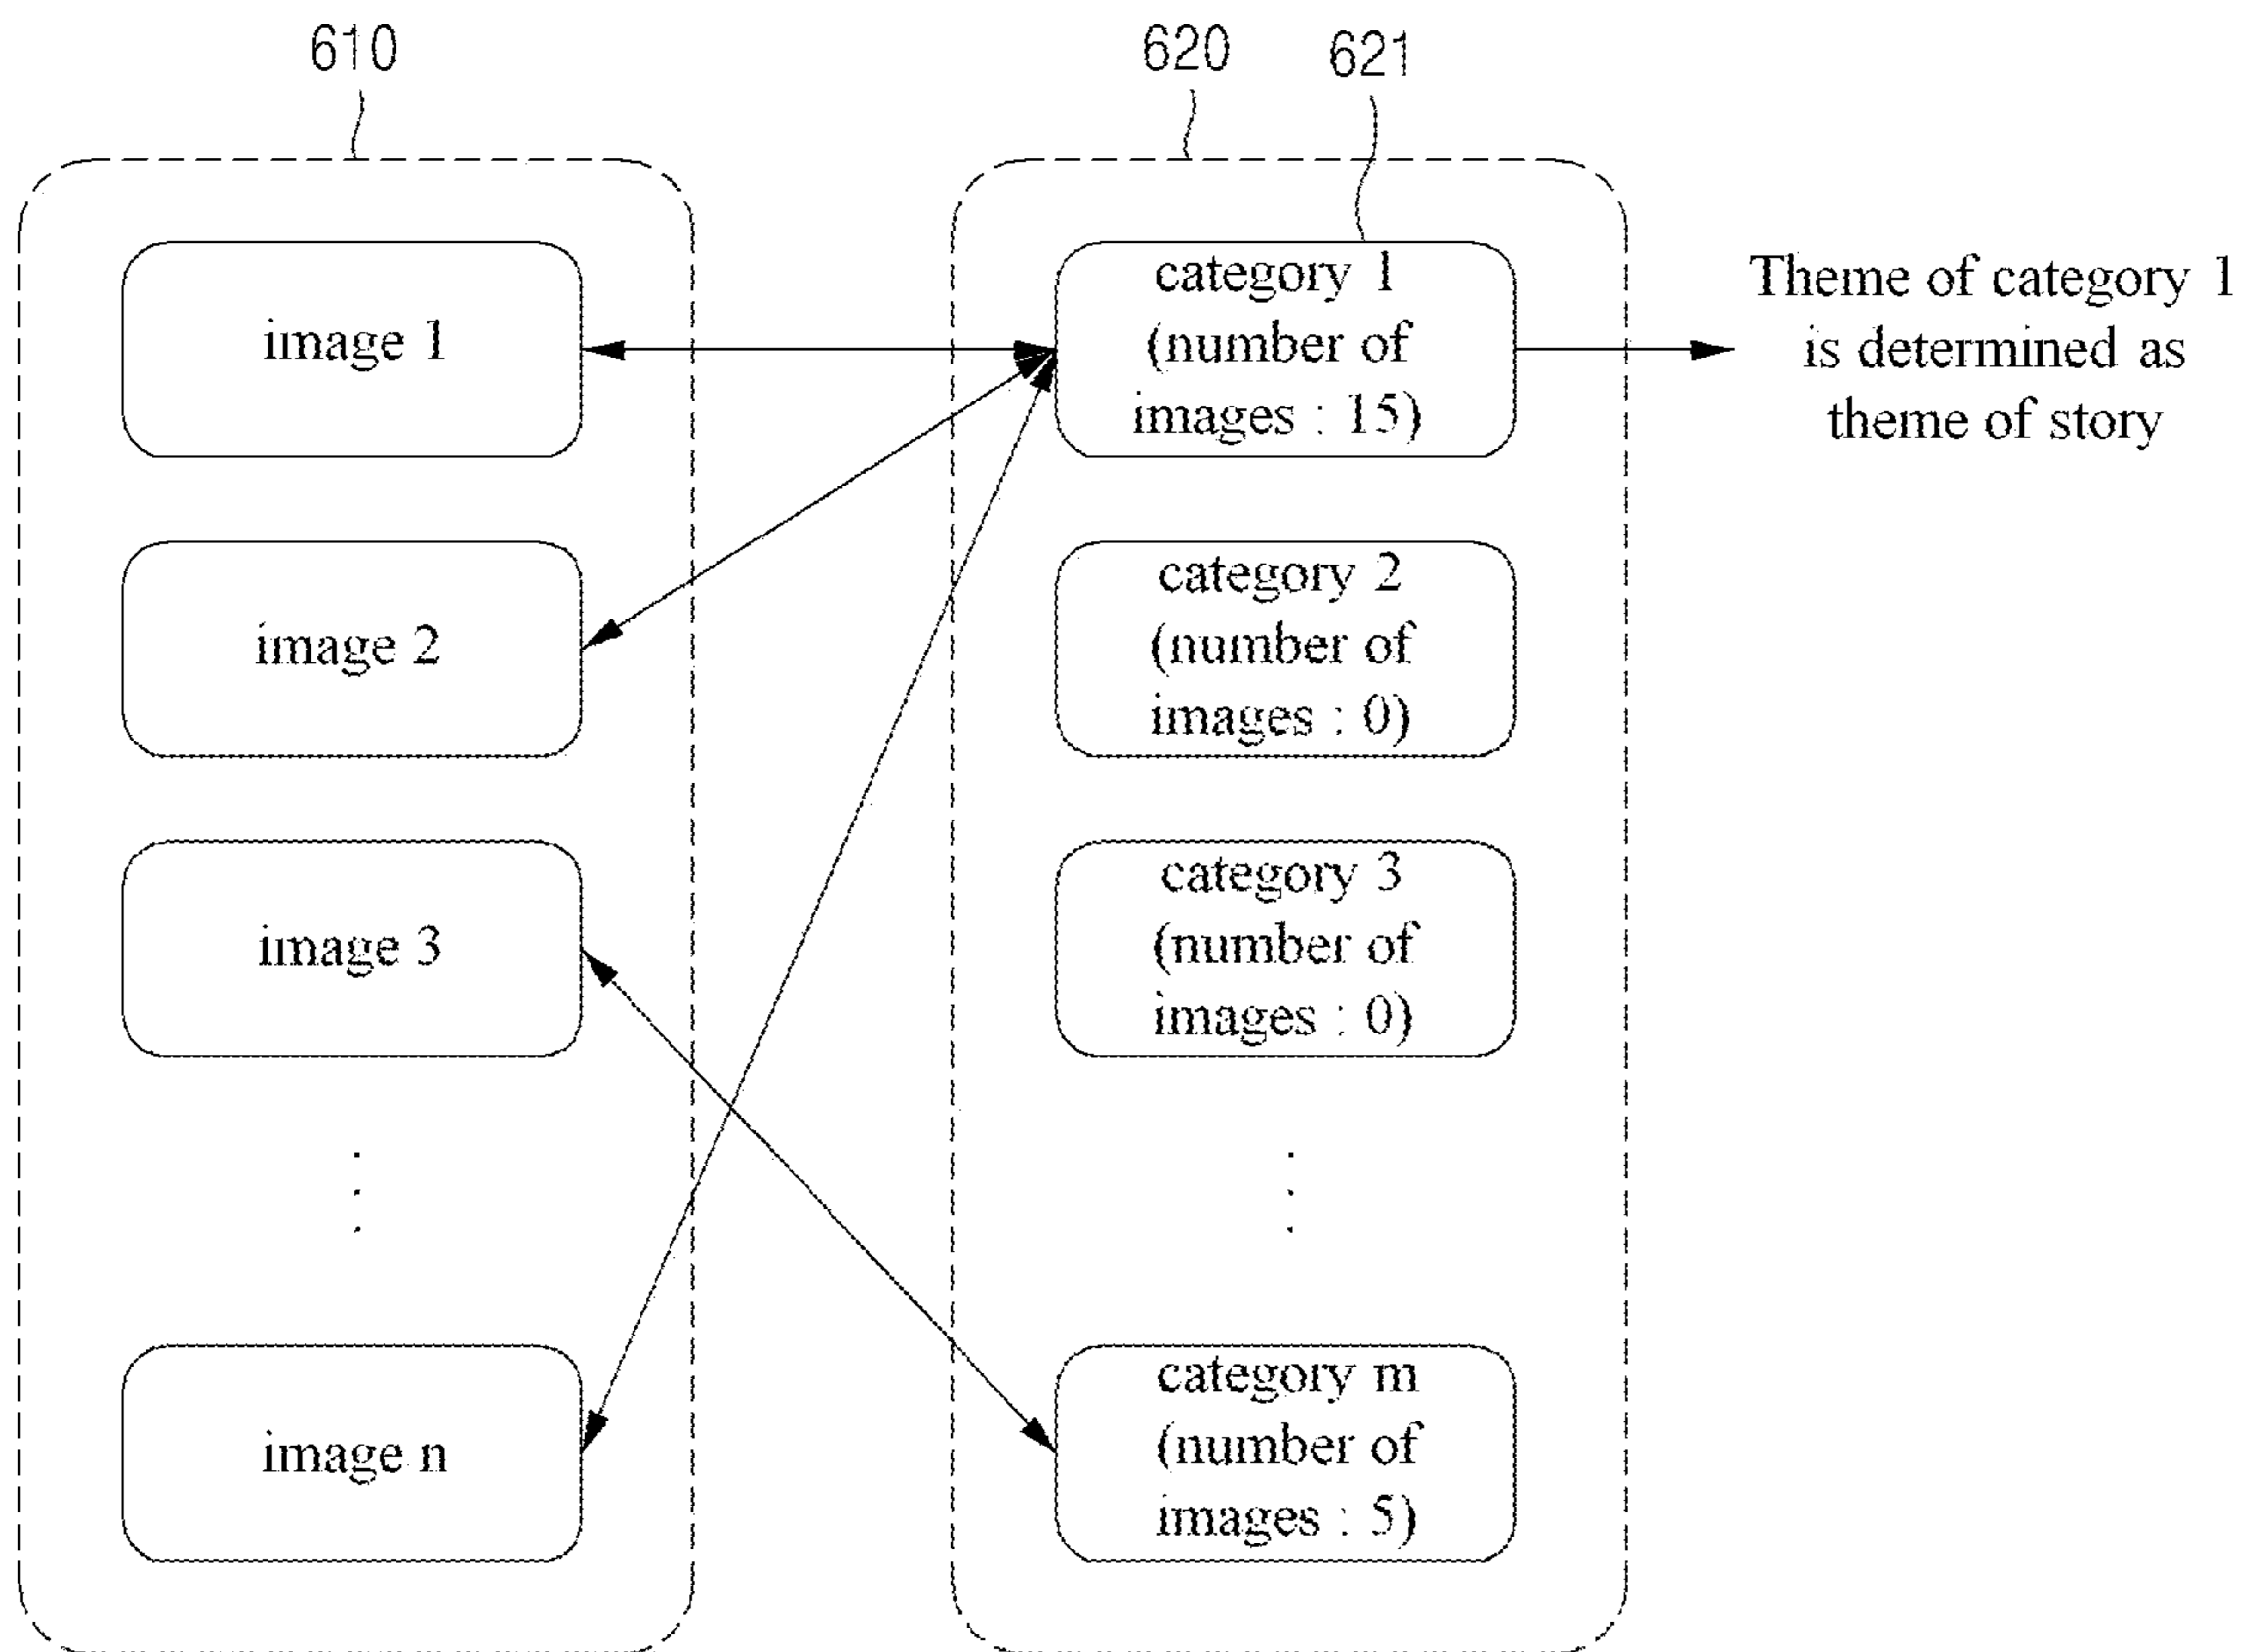 610
620
621
image 1
image 2
image 3
image n
category 1
(number of
images : 15)
category 2
(number of
images : 0)
category 3
(number of
images : 0)
category m
(number of
images : 5)
Theme of category 1
is determined as
theme of story